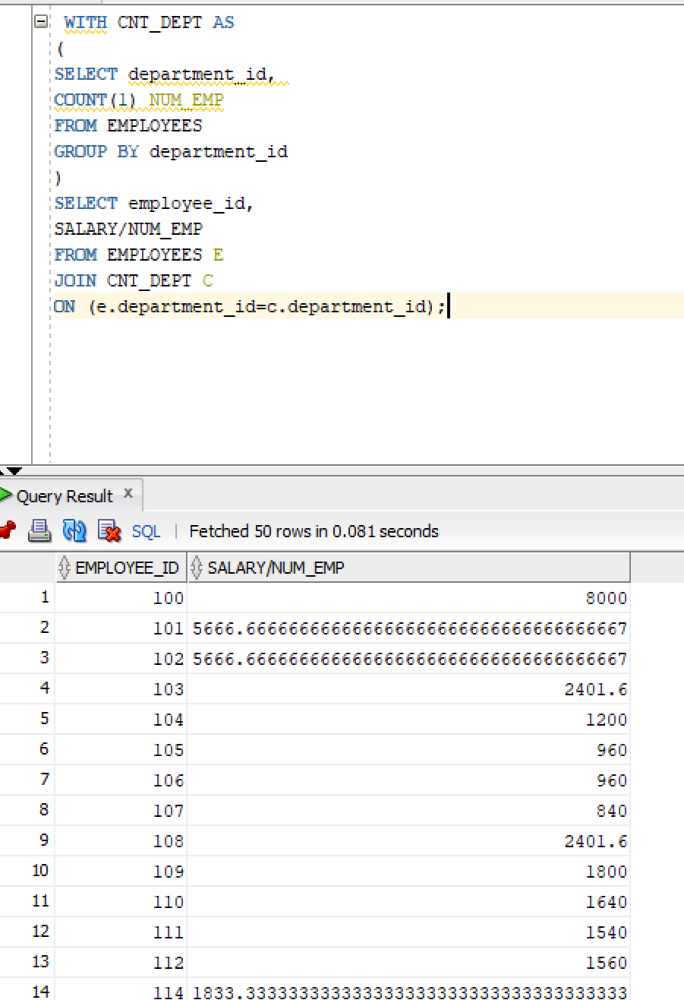 WITH CNT_DEPT AS
(
SELECT department_id,
COUNT(1) NUM_EMP
FROM EMPLOYEES
GROUP BY department_id
)
SELECT employee_id,
SALARY/NUM_EMP
FROM EMPLOYEES E
JOIN CNT_DEPT C
ON (e.department_id=c.department_id);
Query Result x
SQL | Fetched 50 rows in 0.081 seconds
EMPLOYEE_ID SALARY/NUM_EMP
1 100 8000
2 101 5666.666666666666666666666666666666666667
3 102 5666.666666666666666666666666666666666667
4 103 2401.6
5 104 1200
6 105 960
7 106 960
8 107 840
9 108 2401.6
10 109 1800
11 110 1640
12 111 1540
13 112 1560
14 114 1833.333333333333333333333333333333333333